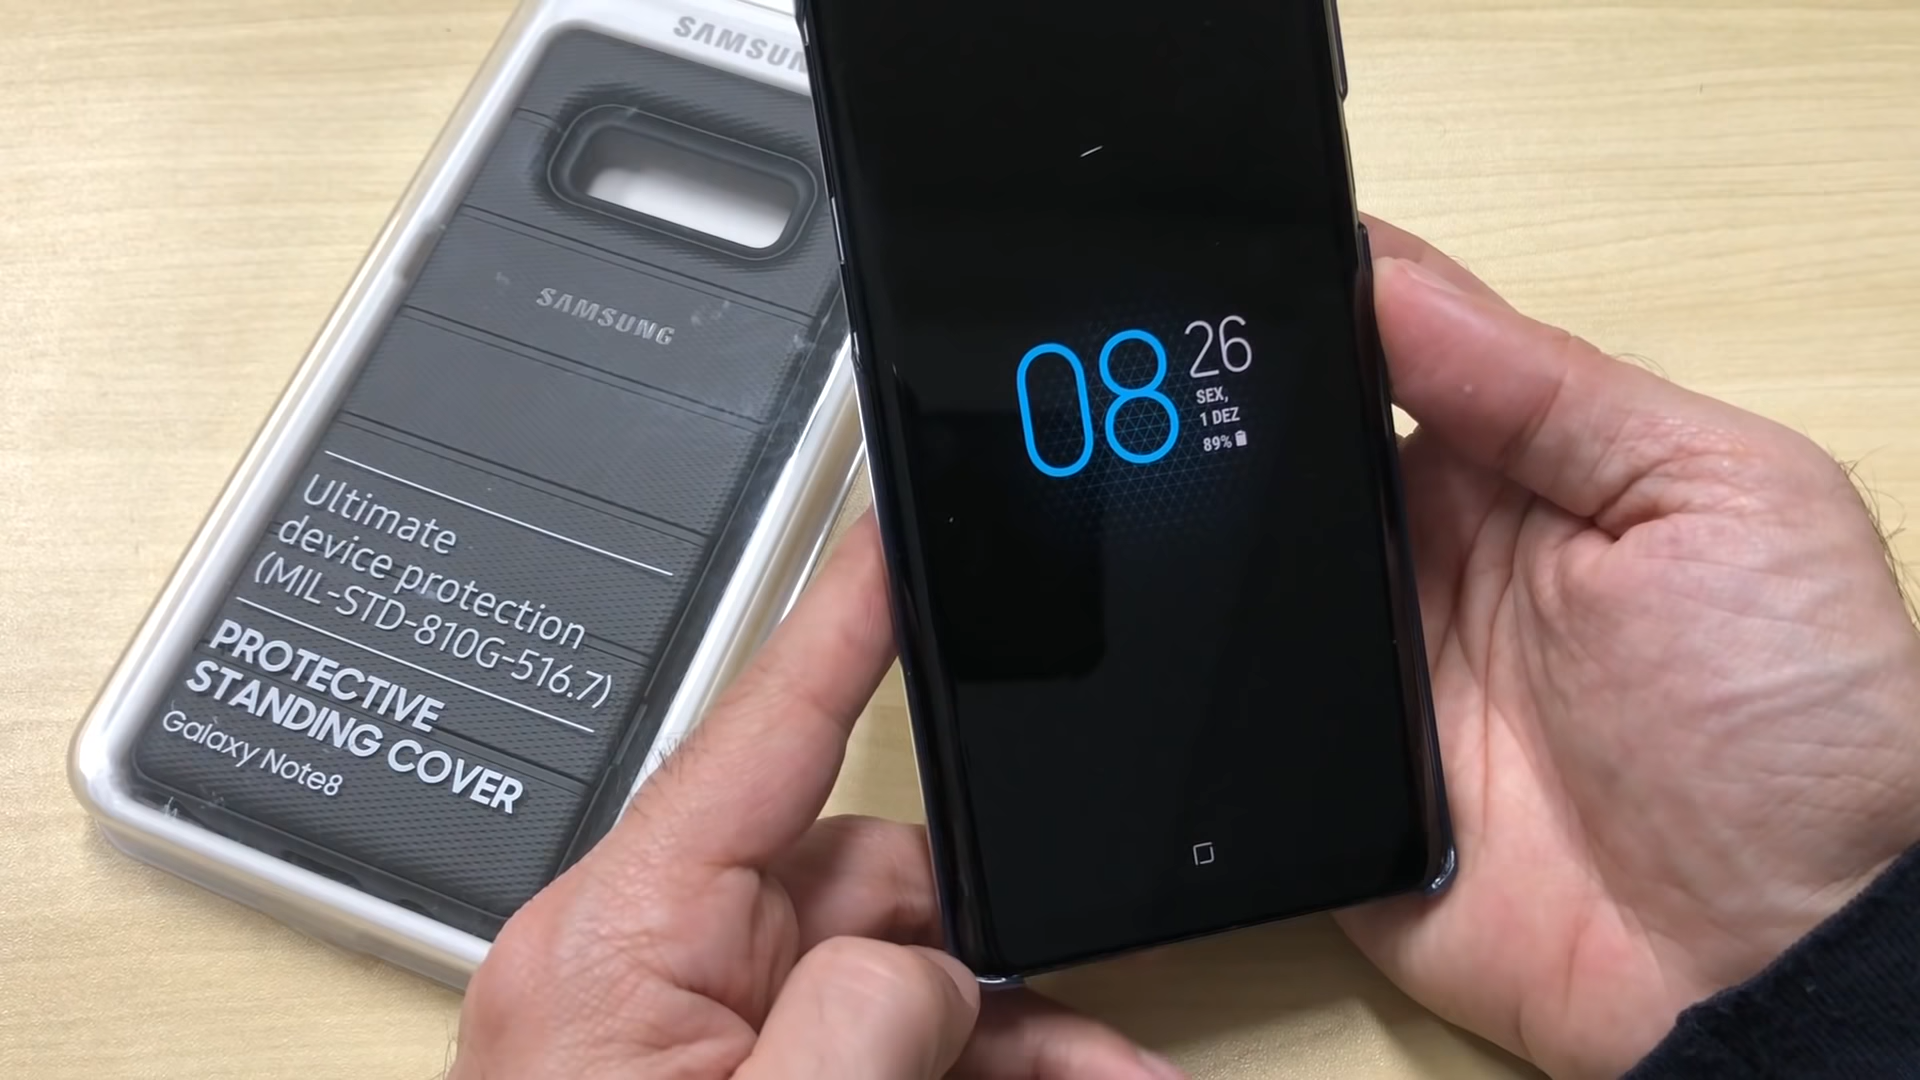 SAMSUN
SAMSUNG
Ultimate
device protection
(MIL-STD-810G-516.7)
PROTECTIVE
STANDING COVER
Galaxy Note8
08 26
SEX,
1 DEZ
89%